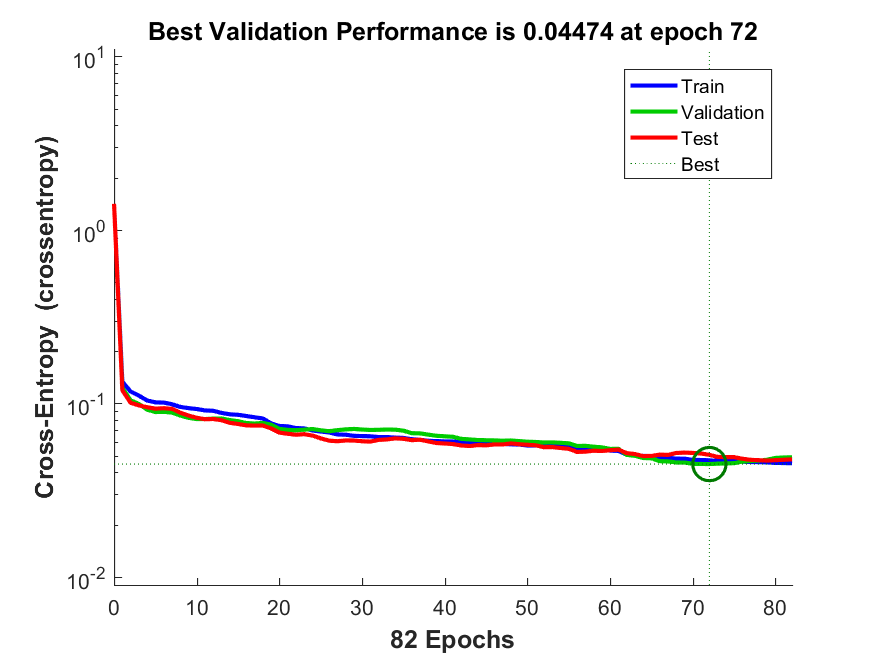 Best Validation Performance is 0.04474 at epoch 72
10^1
10^0
10^-1
10^-2
Cross-Entropy (crossentropy)
Train
Validation
Test
Best
0 10 20 30 40 50 60 70 80
82 Epochs